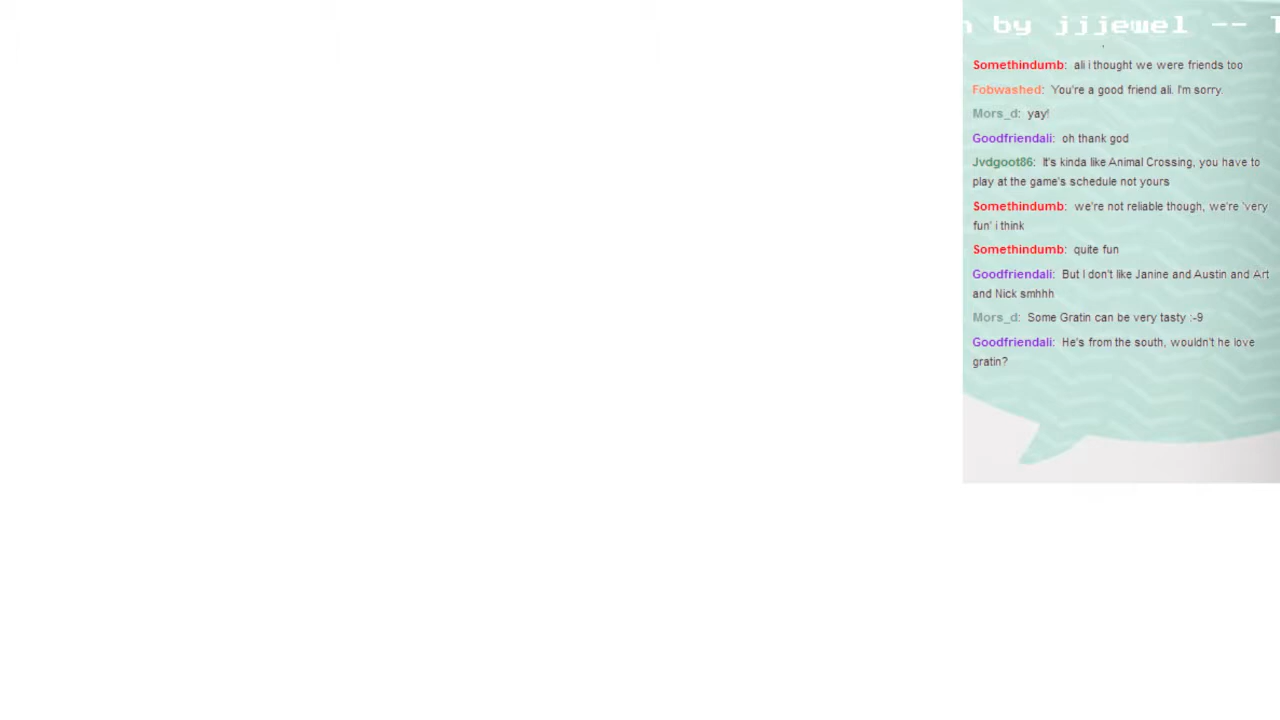 by jjjewel --
Somethindumb: ali i thought we were friends too
Fobwashed: You're a good friend ali. I'm sorry.
Mors_d: yay!
Goodfriendali: oh thank god
Jvdgoot86: It's kinda like Animal Crossing, you have to
play at the game's schedule not yours
Somethindumb: we're not reliable though, we're 'very
fun' i think
Somethindumb: quite fun
Goodfriendali: But I don't like Janine and Austin and Art
and Nick smhhh
Mors_d: Some Gratin can be very tasty :-9
Goodfriendali: He's from the south, wouldn't he love
gratin?